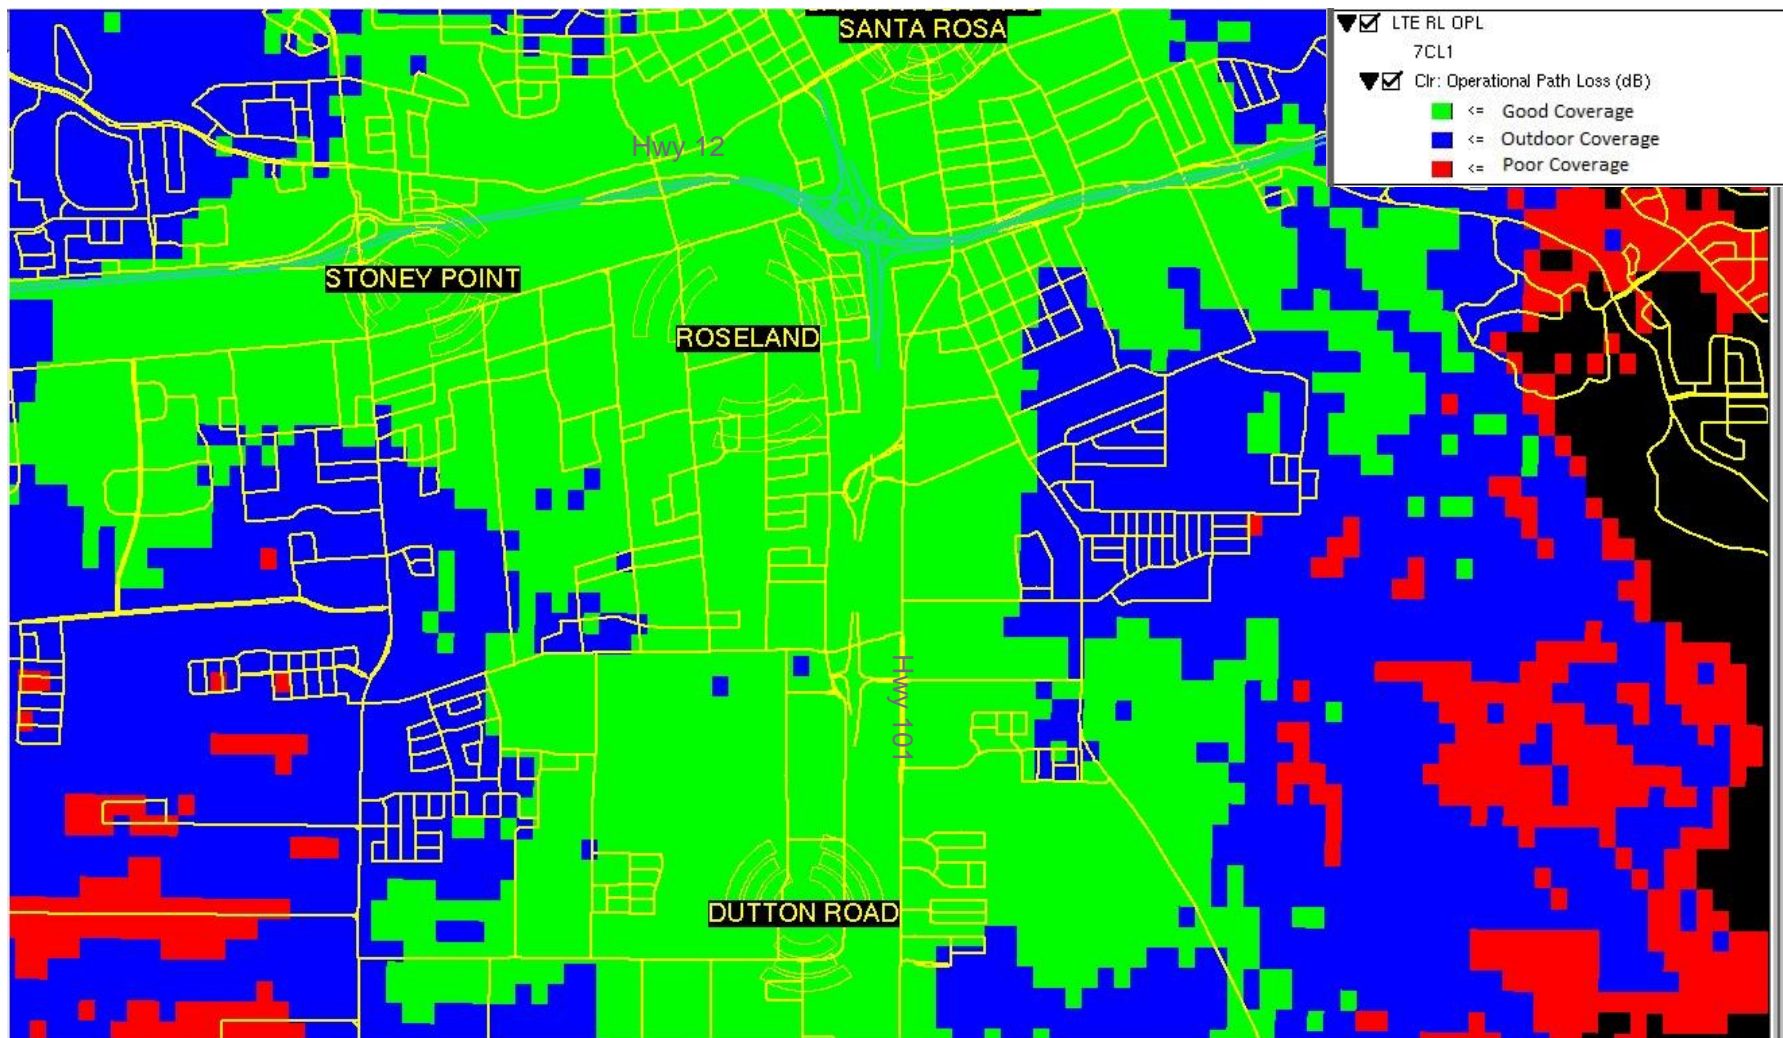 SANTA ROSA
LTE RL OPL
7CL1
Clr: Operational Path Loss (dB)
<= Good Coverage
<= Outdoor Coverage
<= Poor Coverage
Hwy 12
STONEY POINT
ROSELAND
Hwy 101
DUTTON ROAD